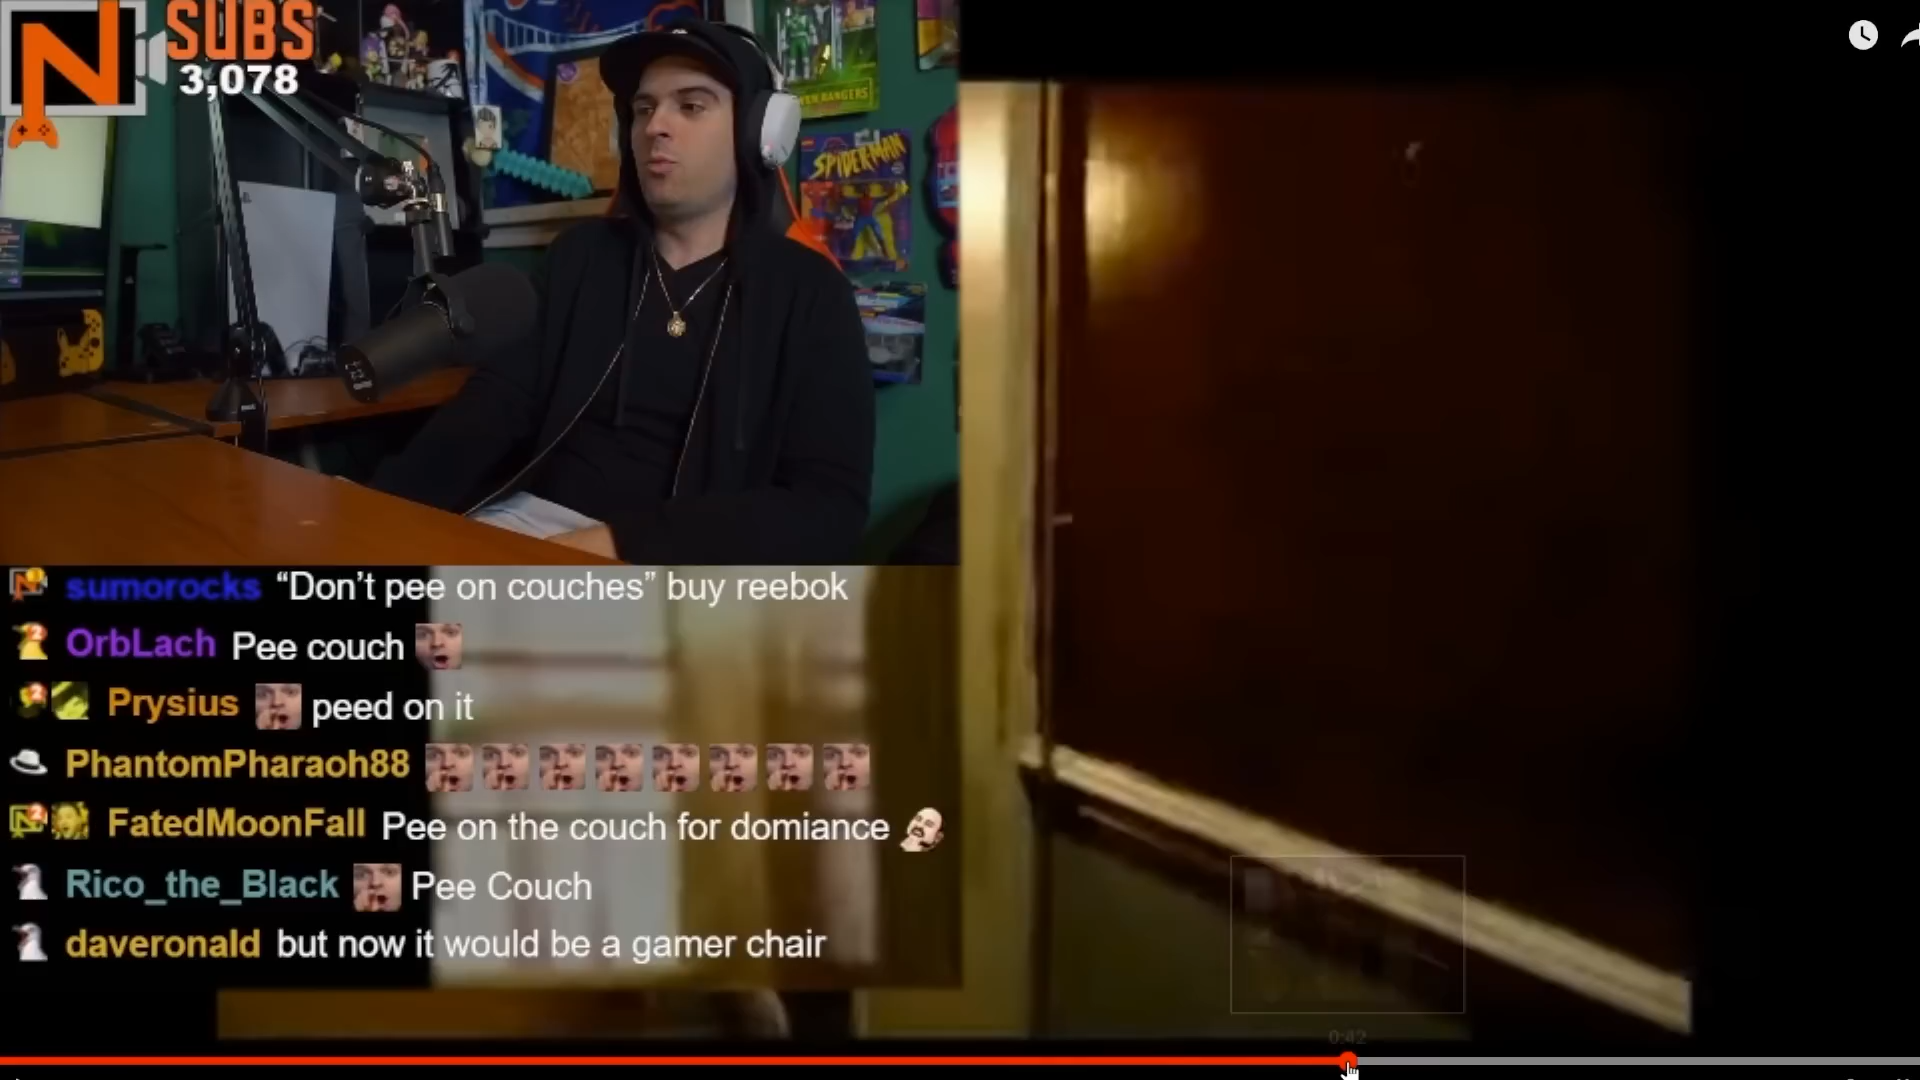 SUBS
3,078
POWER RANGERS
SPIDER-MAN
sumorocks “Don’t pee on couches” buy reebok
OrbLach Pee couch
Prysius peed on it
PhantomPharaoh88
FatedMoonFall Pee on the couch for domiance
Rico_the_Black Pee Couch
daveronald but now it would be a gamer chair
0:42